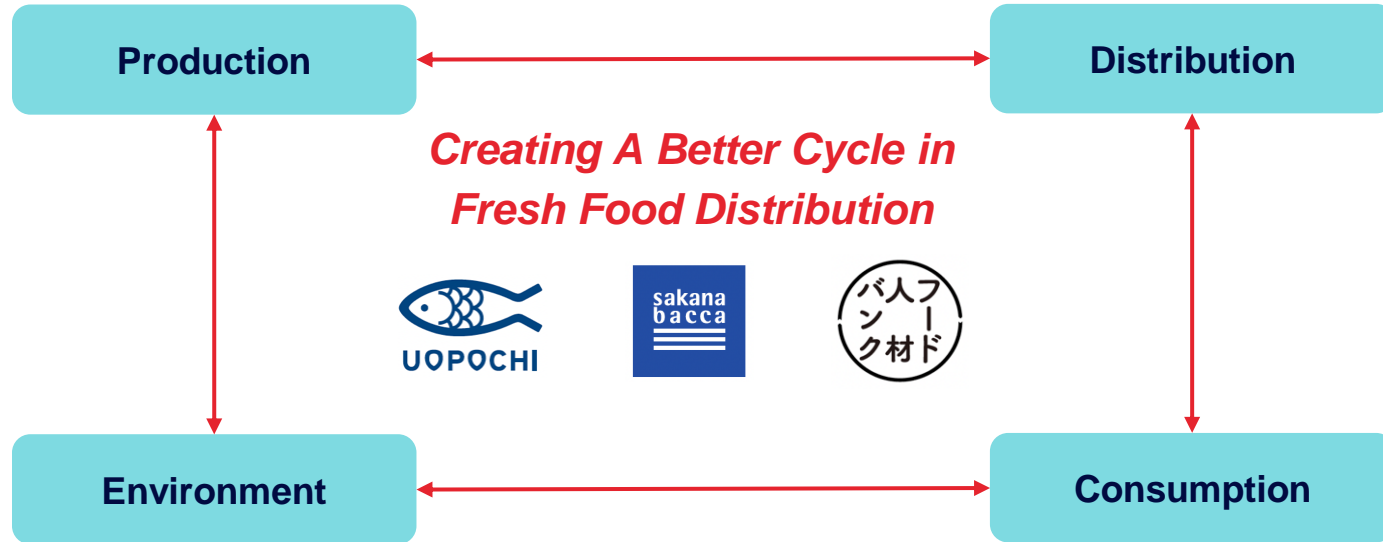 Production
Distribution
Creating A Better Cycle in
Fresh Food Distribution
UOPOCHI
sakana
bacca
フード
人材
バンク
Environment
Consumption